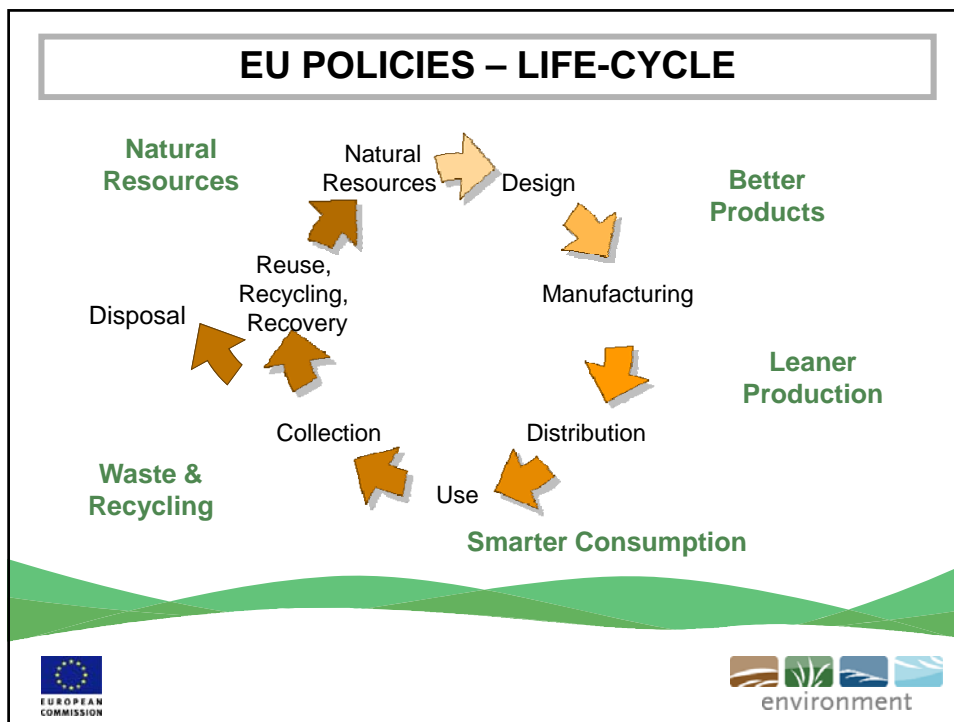 EU POLICIES – LIFE-CYCLE
Natural
Resources
Natural
Resources
Design
Better
Products
Reuse,
Recycling,
Recovery
Manufacturing
Disposal
Leaner
Production
Collection
Distribution
Waste &
Recycling
Use
Smarter Consumption
EUROPEAN
COMMISSION
environment